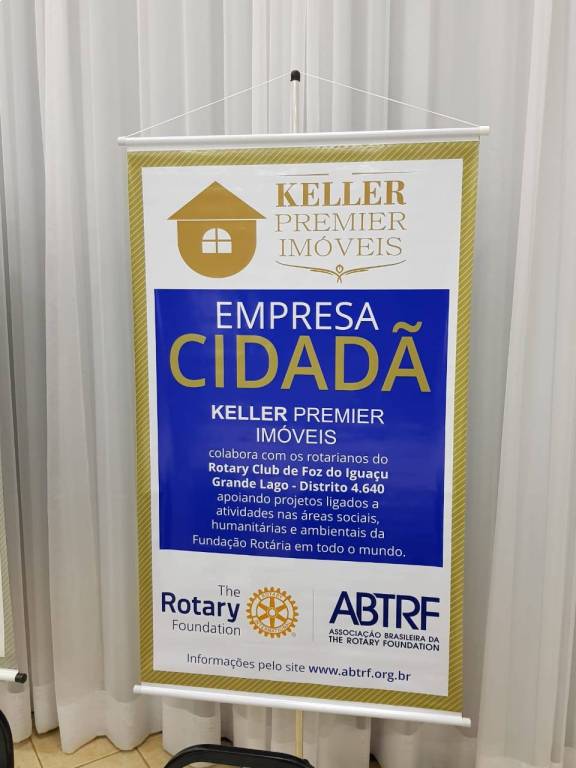 KELLER
PREMIER
IMÓVEIS
EMPRESA
CIDADÃ
KELLER PREMIER
IMÓVEIS
colabora com os rotarianos do
Rotary Club de Foz do Iguaçu
Grande Lago - Distrito 4.640
apoiando projetos ligados a
atividades nas áreas sociais,
humanitárias e ambientais da
Fundação Rotária em todo o mundo.
The
Rotary
Foundation
ROTARY
INTERNATIONAL
ABTRF
ASSOCIAÇÃO BRASILEIRA DA
THE ROTARY FOUNDATION
Informações pelo site www.abtrf.org.br